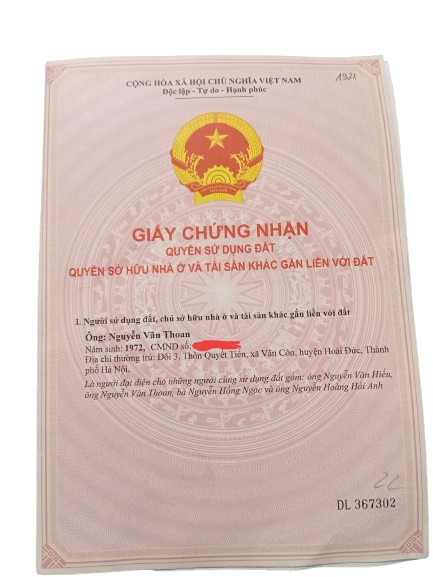 1921
CỘNG HÒA XÃ HỘI CHỦ NGHĨA VIỆT NAM
Độc lập - Tự do - Hạnh phúc
GIẤY CHỨNG NHẬN
QUYỀN SỬ DỤNG ĐẤT
QUYỀN SỞ HỮU NHÀ Ở VÀ TÀI SẢN KHÁC GẮN LIỀN VỚI ĐẤT
I. Người sử dụng đất, chủ sở hữu nhà ở và tài sản khác gắn liền với đất
Ông: Nguyễn Văn Thoan
Năm sinh: 1972, CMND số:
Địa chỉ thường trú: Đội 3, Thôn Quyết Tiến, xã Vân Côn, huyện Hoài Đức, Thành
phố Hà Nội.
Là người đại diện cho những người cùng sử dụng đất gồm: ông Nguyễn Văn Hiếu,
ông Nguyễn Văn Thoan, bà Nguyễn Hồng Ngọc và ông Nguyễn Hoàng Hải Anh
22
DL 367302